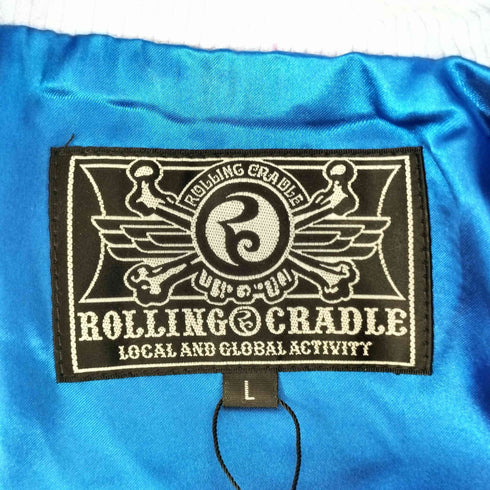 ROLLING CRADLE
ROLLING CRADLE
LOCAL AND GLOBAL ACTIVITY
L